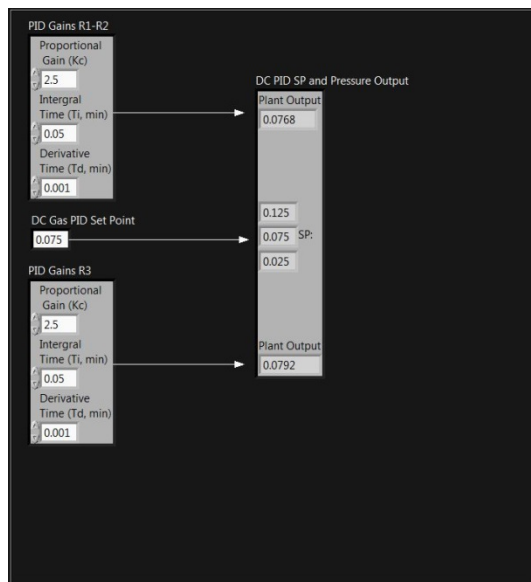 PID Gains R1-R2
Proportional
Gain (Kc)
2.5
Intergral
Time (Ti, min)
0.05
Derivative
Time (Td, min)
0.001
DC Gas PID Set Point
0.075
PID Gains R3
Proportional
Gain (Kc)
2.5
Intergral
Time (Ti, min)
0.05
Derivative
Time (Td, min)
0.001
DC PID SP and Pressure Output
Plant Output
0.0768
0.125
0.075 SP:
0.025
Plant Output
0.0792